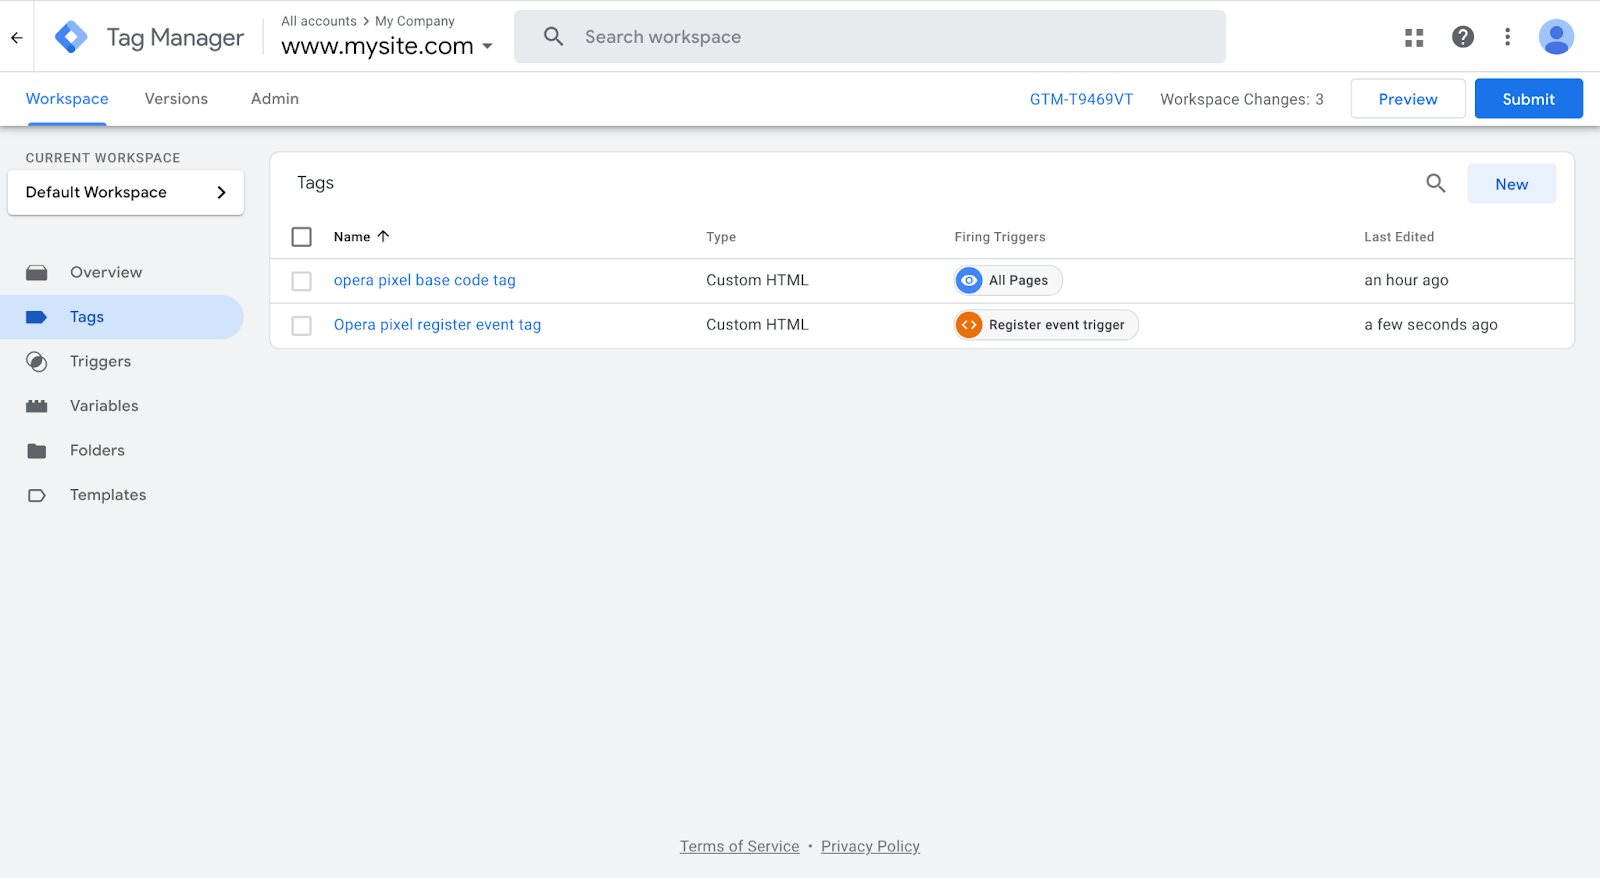 Tag Manager
All accounts > My Company
www.mysite.com
Search workspace
Workspace Versions Admin
GTM-T9469VT Workspace Changes: 3 Preview Submit
CURRENT WORKSPACE
Default Workspace
Overview
Tags
Triggers
Variables
Folders
Templates
Tags New
Name Type Firing Triggers Last Edited
opera pixel base code tag Custom HTML All Pages an hour ago
Opera pixel register event tag Custom HTML Register event trigger a few seconds ago
Terms of Service • Privacy Policy